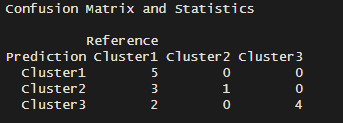 Confusion Matrix and Statistics
Reference
Prediction Cluster1 Cluster2 Cluster3
Cluster1 5 0 0
Cluster2 3 1 0
Cluster3 2 0 4